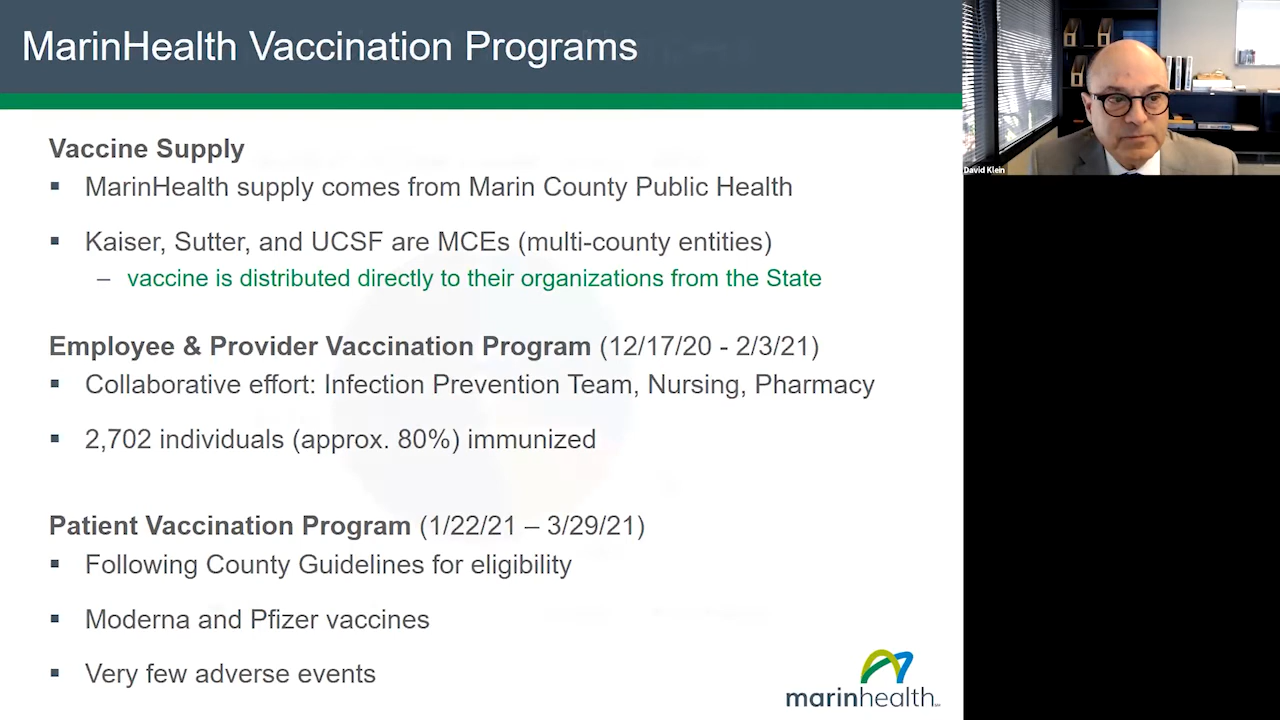 MarinHealth Vaccination Programs
David Klein
Vaccine Supply
▪ MarinHealth supply comes from Marin County Public Health
▪ Kaiser, Sutter, and UCSF are MCEs (multi-county entities)
– vaccine is distributed directly to their organizations from the State
Employee & Provider Vaccination Program (12/17/20 - 2/3/21)
▪ Collaborative effort: Infection Prevention Team, Nursing, Pharmacy
▪ 2,702 individuals (approx. 80%) immunized
Patient Vaccination Program (1/22/21 – 3/29/21)
▪ Following County Guidelines for eligibility
▪ Moderna and Pfizer vaccines
▪ Very few adverse events
marinhealth